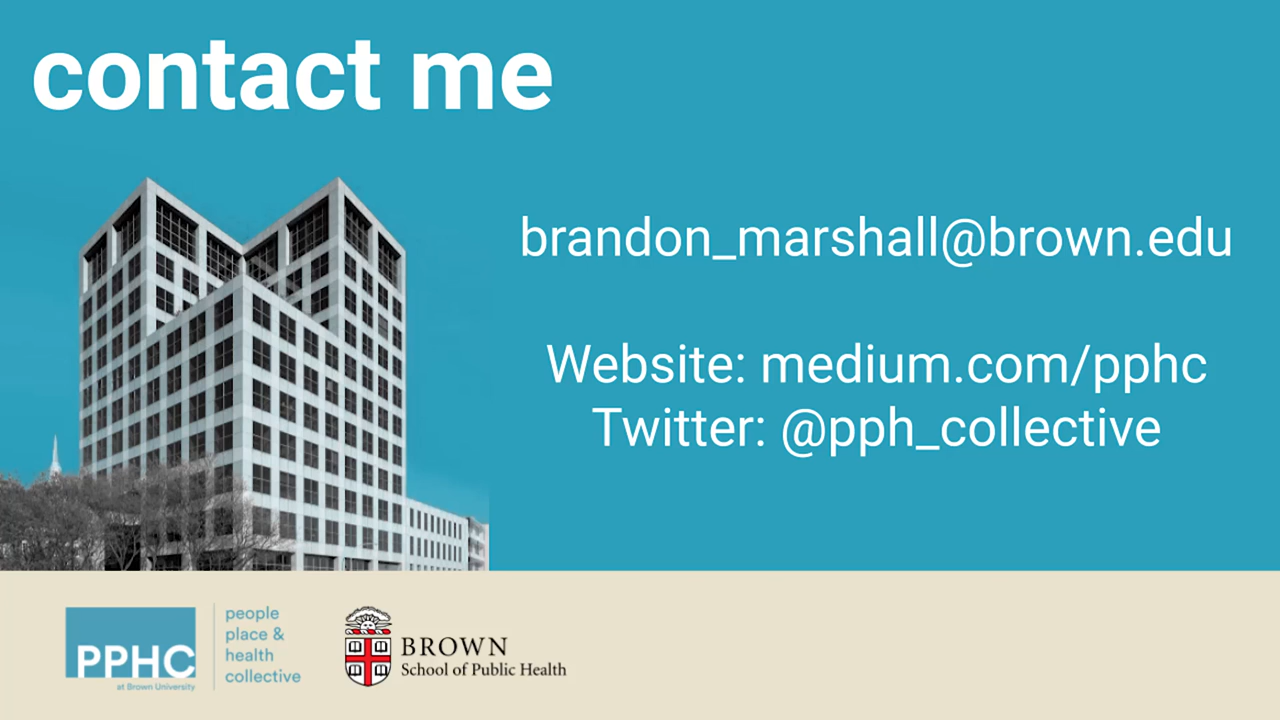 contact me
brandon_marshall@brown.edu
Website: medium.com/pphc
Twitter: @pph_collective
PPHC
at Brown University
people
place &
health
collective
BROWN
School of Public Health